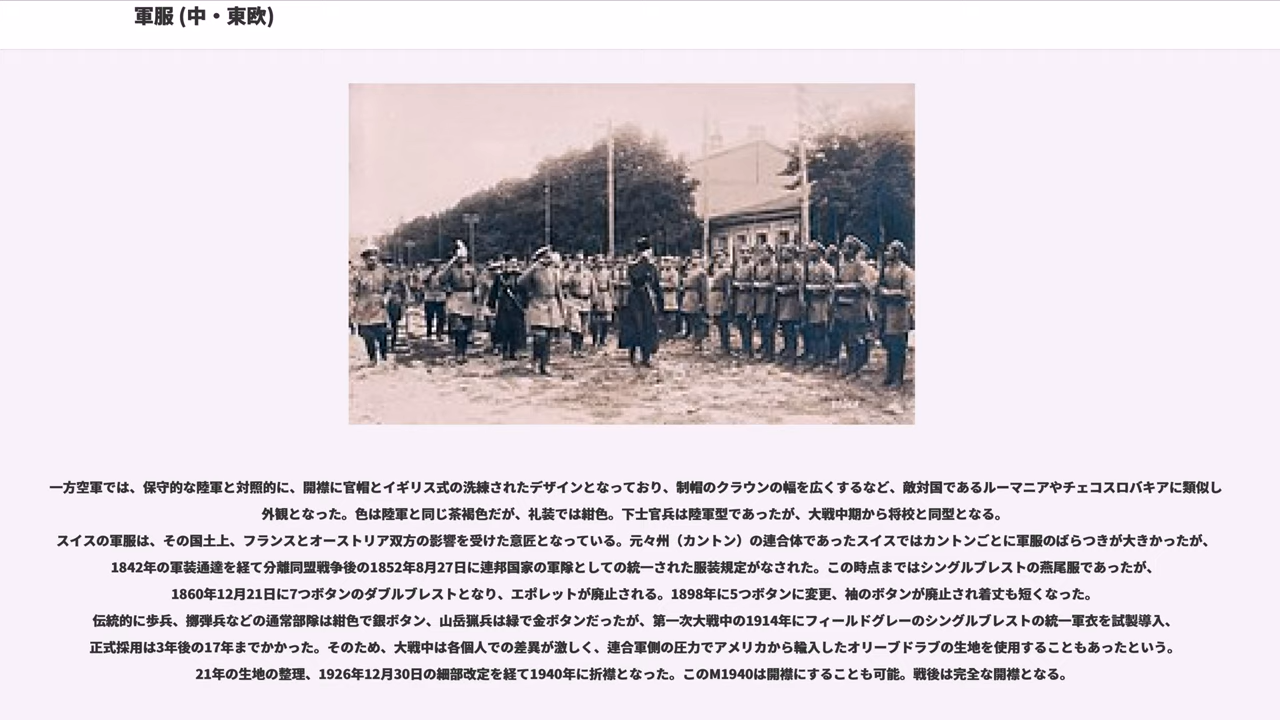 軍服 (中・東欧)
一方空軍では、保守的な陸軍と対照的に、開襟に官帽とイギリス式の洗練されたデザインとなっており、制帽のクラウンの幅を広くするなど、敵対国であるルーマニアやチェコスロバキアに類似し
外観となった。色は陸軍と同じ茶褐色だが、礼装では紺色。下士官兵は陸軍型であったが、大戦中期から将校と同型となる。
スイスの軍服は、その国土上、フランスとオーストリア双方の影響を受けた意匠となっている。元々州（カントン）の連合体であったスイスではカントンごとに軍服のばらつきが大きかったが、
1842年の軍装通達を経て分離同盟戦争後の1852年8月27日に連邦国家の軍隊としての統一された服装規定がなされた。この時点まではシングルブレストの燕尾服であったが、
1860年12月21日に7つボタンのダブルブレストとなり、エポレットが廃止される。1898年に5つボタンに変更、袖のボタンが廃止され着丈も短くなった。
伝統的に歩兵、擲弾兵などの通常部隊は紺色で銀ボタン、山岳猟兵は緑で金ボタンだったが、第一次大戦中の1914年にフィールドグレーのシングルブレストの統一軍衣を試製導入、
正式採用は3年後の17年までかかった。そのため、大戦中は各個人での差異が激しく、連合軍側の圧力でアメリカから輸入したオリーブドラブの生地を使用することもあったという。
21年の生地の整理、1926年12月30日の細部改定を経て1940年に折襟となった。このM1940は開襟にすることも可能。戦後は完全な開襟となる。